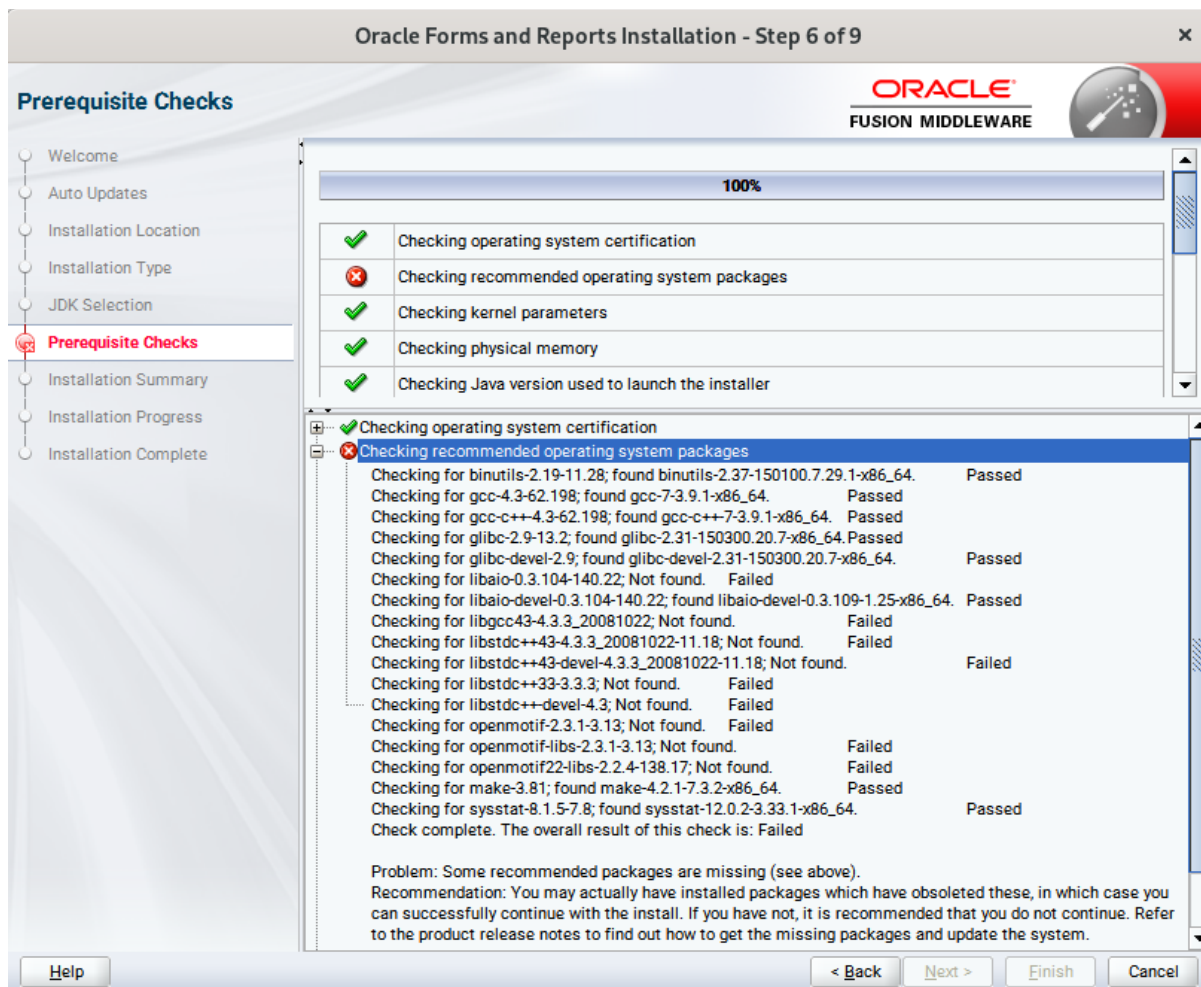 Oracle Forms and Reports Installation - Step 6 of 9
Prerequisite Checks
ORACLE
FUSION MIDDLEWARE
Welcome
Auto Updates
Installation Location
Installation Type
JDK Selection
Prerequisite Checks
Installation Summary
Installation Progress
Installation Complete
100%
Checking operating system certification
Checking recommended operating system packages
Checking kernel parameters
Checking physical memory
Checking Java version used to launch the installer
Checking operating system certification
Checking recommended operating system packages
Checking for binutils-2.19-11.28; found binutils-2.37-150100.7.29.1-x86_64. Passed
Checking for gcc-4.3-62.198; found gcc-7-3.9.1-x86_64. Passed
Checking for gcc-c++-4.3-62.198; found gcc-c++-7-3.9.1-x86_64. Passed
Checking for glibc-2.9-13.2; found glibc-2.31-150300.20.7-x86_64. Passed
Checking for glibc-devel-2.9; found glibc-devel-2.31-150300.20.7-x86_64. Passed
Checking for libaio-0.3.104-140.22; Not found. Failed
Checking for libaio-devel-0.3.104-140.22; found libaio-devel-0.3.109-1.25-x86_64. Passed
Checking for libgcc43-4.3.3_20081022; Not found. Failed
Checking for libstdc++43-4.3.3_20081022-11.18; Not found. Failed
Checking for libstdc++43-devel-4.3.3_20081022-11.18; Not found. Failed
Checking for libstdc++33-3.3.3; Not found. Failed
Checking for libstdc++-devel-4.3; Not found. Failed
Checking for openmotif-2.3.1-3.13; Not found. Failed
Checking for openmotif-libs-2.3.1-3.13; Not found. Failed
Checking for openmotif22-libs-2.2.4-138.17; Not found. Failed
Checking for make-3.81; found make-4.2.1-7.3.2-x86_64. Passed
Checking for sysstat-8.1.5-7.8; found sysstat-12.0.2-3.33.1-x86_64. Passed
Check complete. The overall result of this check is: Failed
Problem: Some recommended packages are missing (see above).
Recommendation: You may actually have installed packages which have obsoleted these, in which case you
can successfully continue with the install. If you have not, it is recommended that you do not continue. Refer
to the product release notes to find out how to get the missing packages and update the system.
Help
< Back
Next >
Finish
Cancel